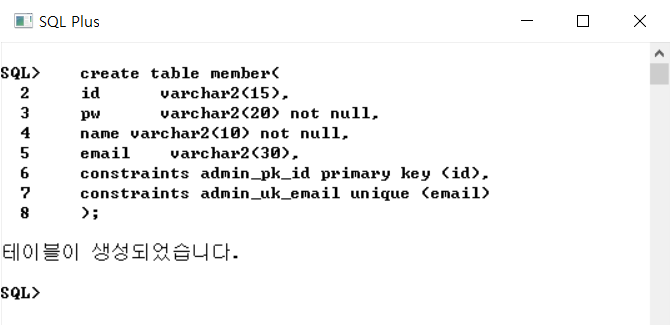 SQL Plus
SQL> create table member(
2 id varchar2(15),
3 pw varchar2(20) not null,
4 name varchar2(10) not null,
5 email varchar2(30),
6 constraints admin_pk_id primary key (id),
7 constraints admin_uk_email unique (email)
8 );
테이블이 생성되었습니다.
SQL>